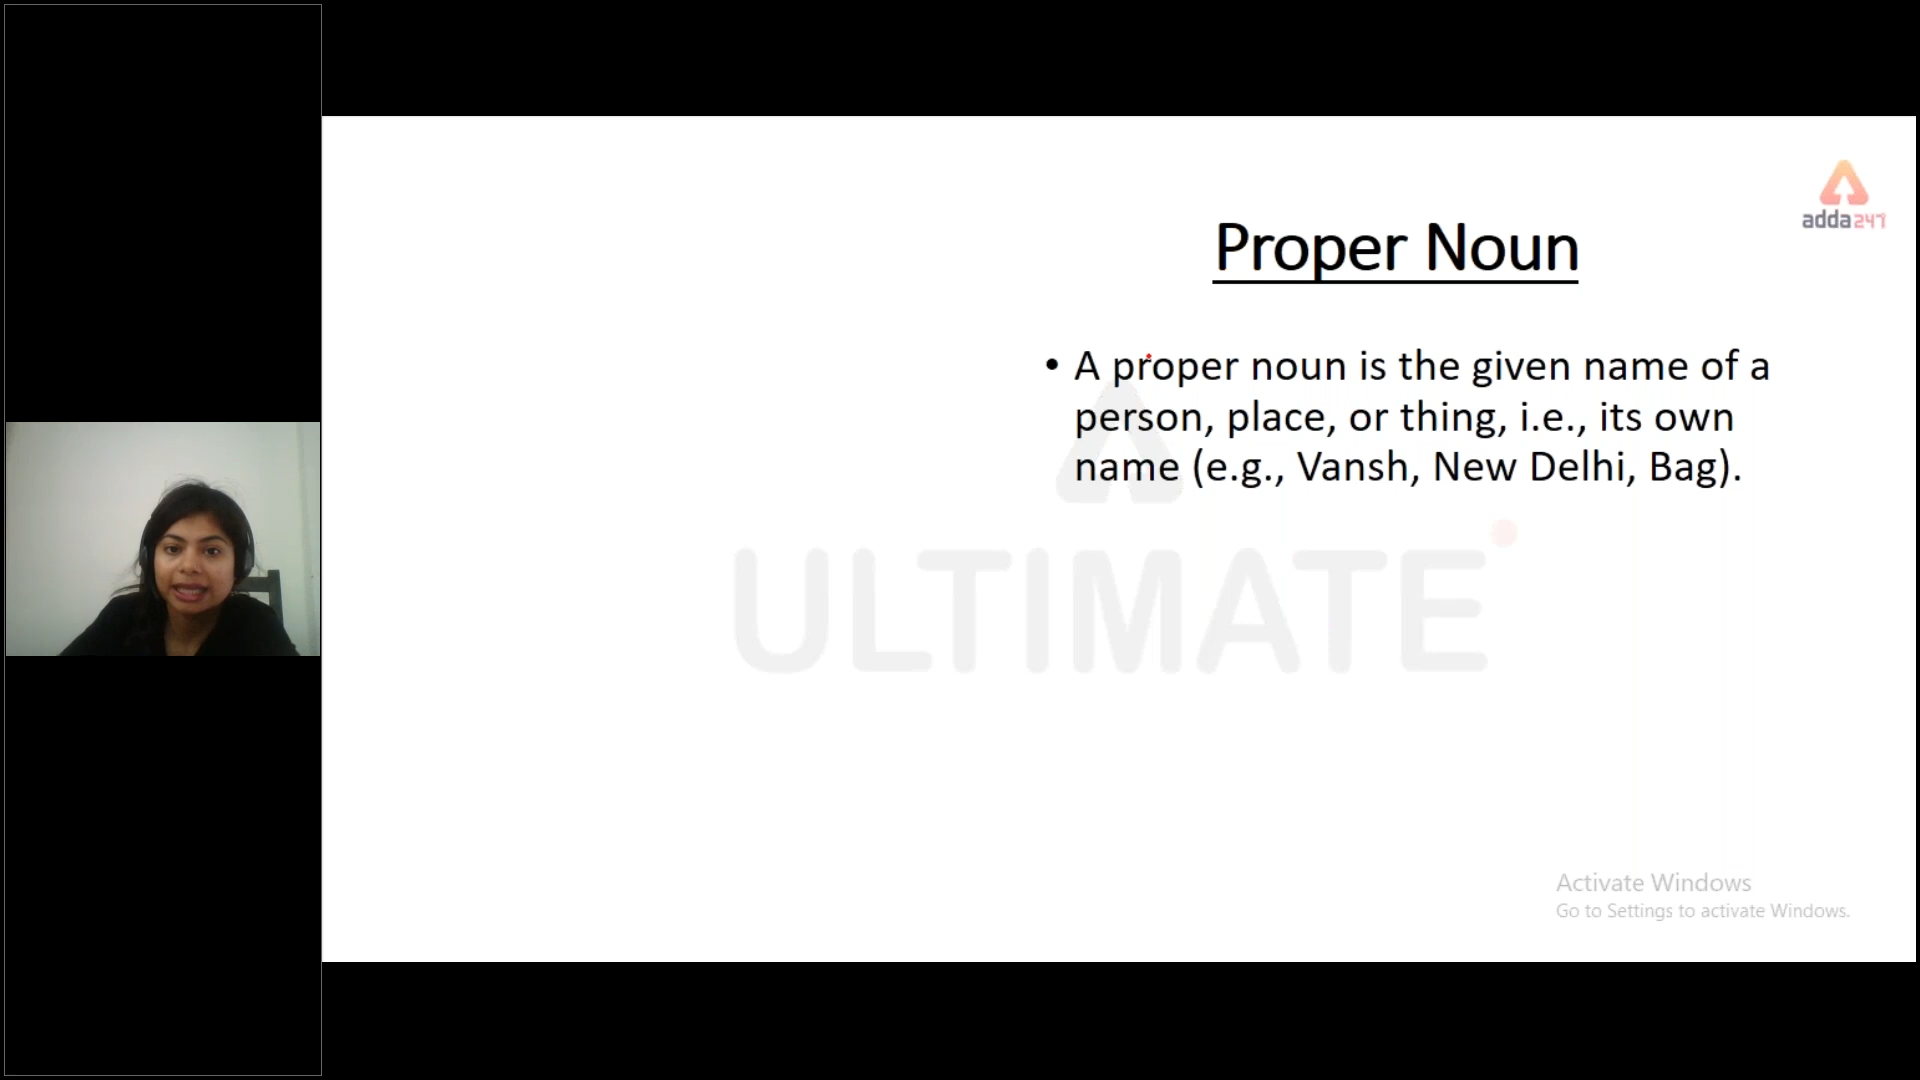 adda247
Proper Noun
• A proper noun is the given name of a
person, place, or thing, i.e., its own
name (e.g., Vansh, New Delhi, Bag).
ULTIMATE
Activate Windows
Go to Settings to activate Windows.